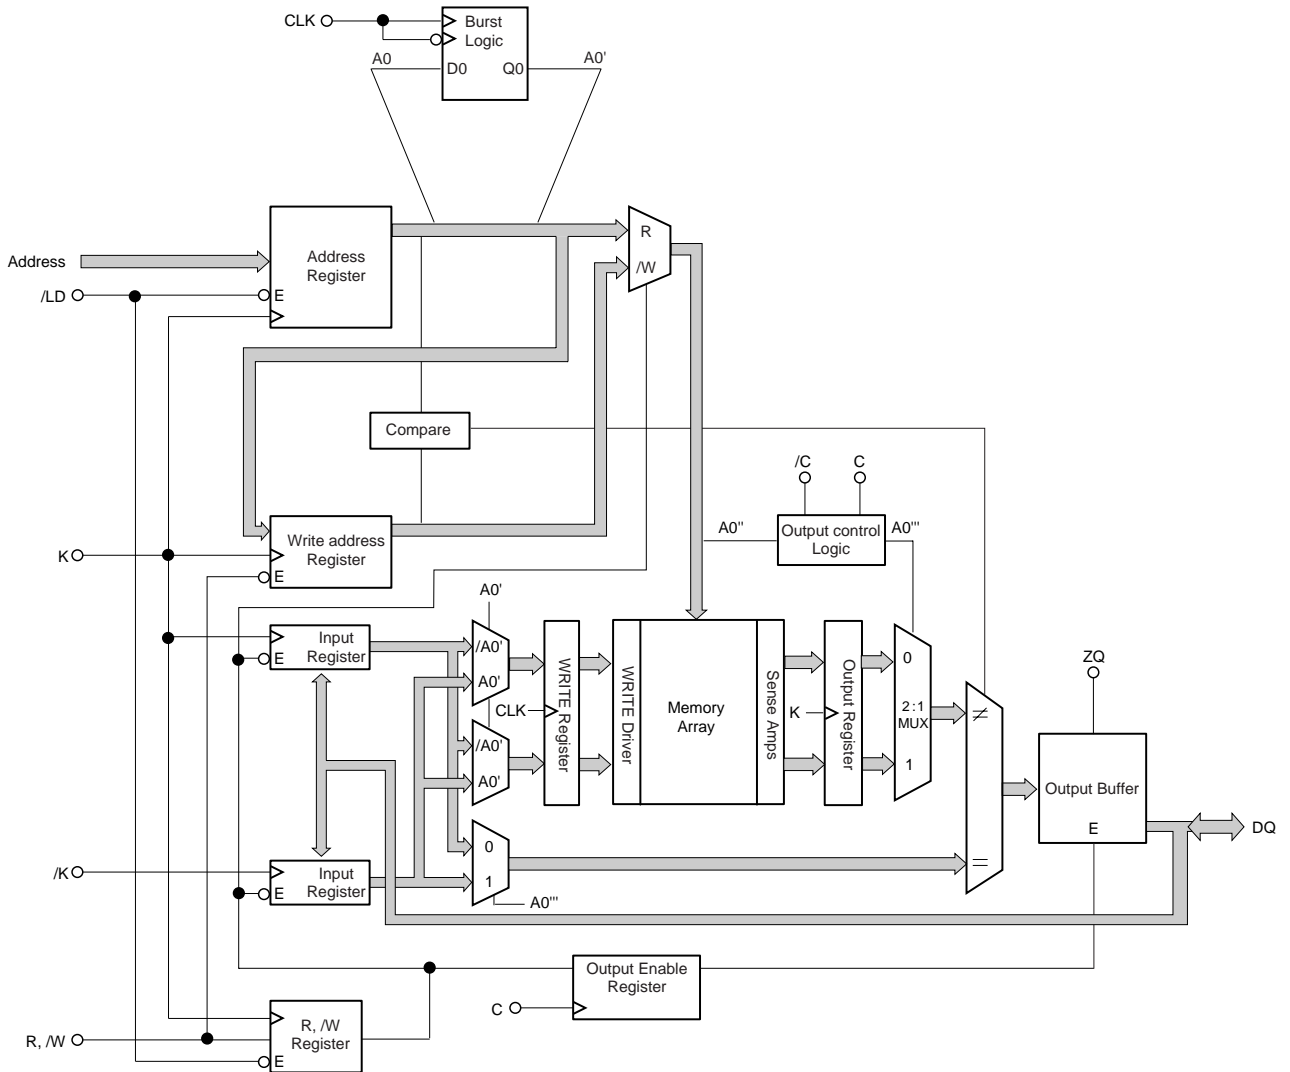 CLK
Burst
Logic
A0
D0
Q0
A0'
Address
Address
Register
/LD
E
R
/W
Compare
/C
C
A0''
Output control
Logic
A0'''
Write address
Register
K
E
A0'
Input
Register
E
/A0'
A0'
CLK
/A0'
A0'
WRITE Register
WRITE Driver
Memory
Array
Sense Amps
K
Output Register
0
2:1
MUX
1
≠
ZQ
Output Buffer
E
DQ
=
/K
Input
Register
E
0
1
A0'''
Output Enable
Register
C
R, /W
R, /W
Register
E